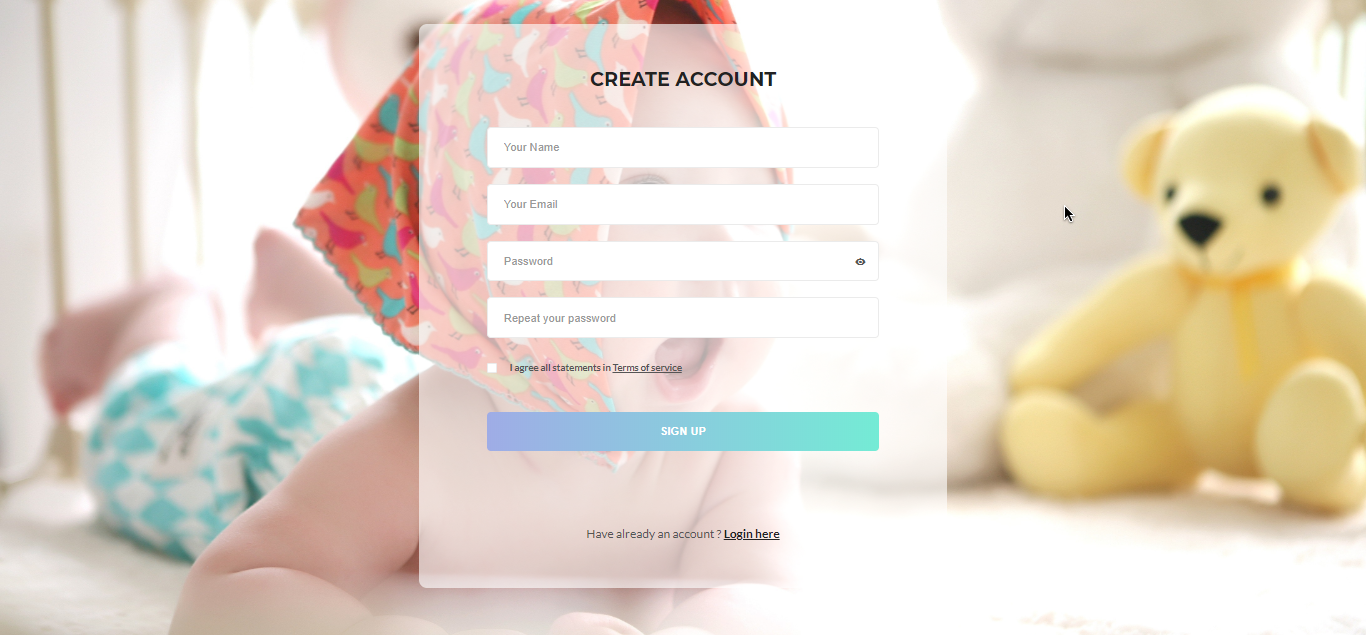 CREATE ACCOUNT
Your Name
Your Email
Password
Repeat your password
I agree all statements in Terms of service
SIGN UP
Have already an account ? Login here